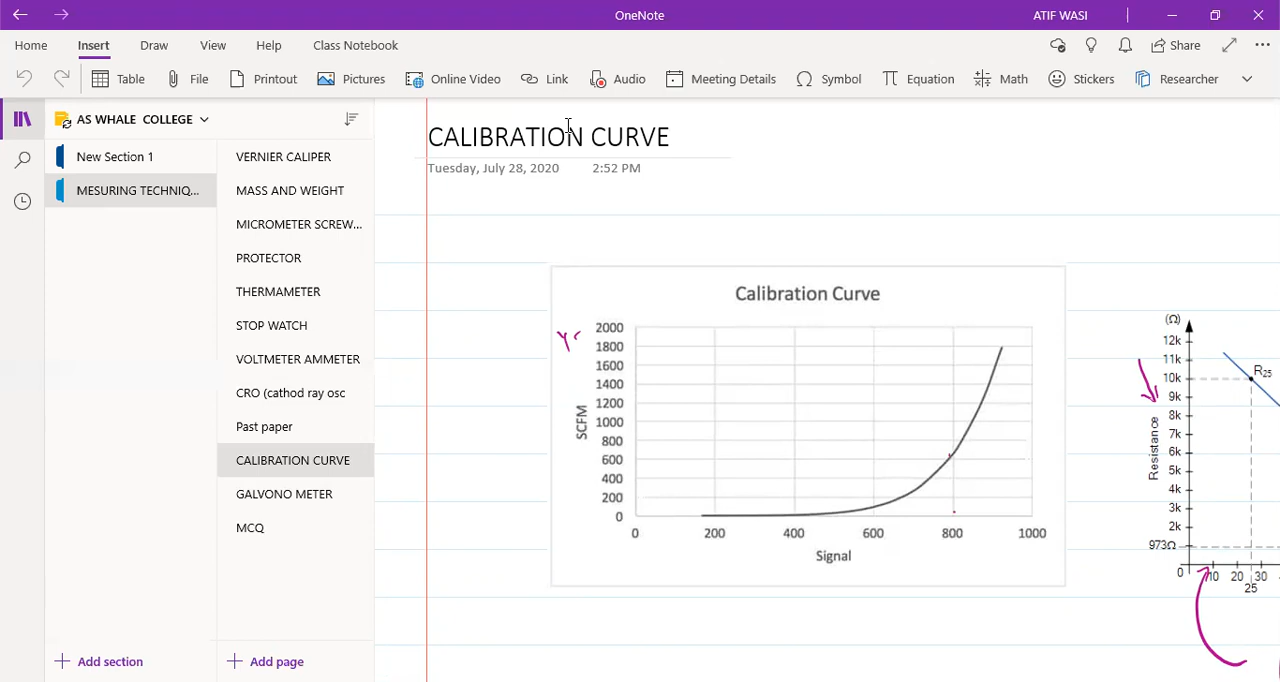 OneNote
ATIF WASI
Home Insert Draw View Help Class Notebook
Share
Table File Printout Pictures Online Video Link Audio Meeting Details Symbol Equation Math Stickers Researcher
AS WHALE COLLEGE
New Section 1
MESURING TECHNIQ...
VERNIER CALIPER
MASS AND WEIGHT
MICROMETER SCREW...
PROTECTOR
THERMAMETER
STOP WATCH
VOLTMETER AMMETER
CRO (cathod ray osc
Past paper
CALIBRATION CURVE
GALVONO METER
MCQ
Add section
Add page
CALIBRATION CURVE
Tuesday, July 28, 2020 2:52 PM
Calibration Curve
SCFM
2000
1800
1600
1400
1200
1000
800
600
400
200
0
0 200 400 600 800 1000
Signal
(Ω)
12k
11k
10k
9k
8k
7k
6k
5k
4k
3k
2k
973Ω
0 10 20 30
25
Resistance
R25